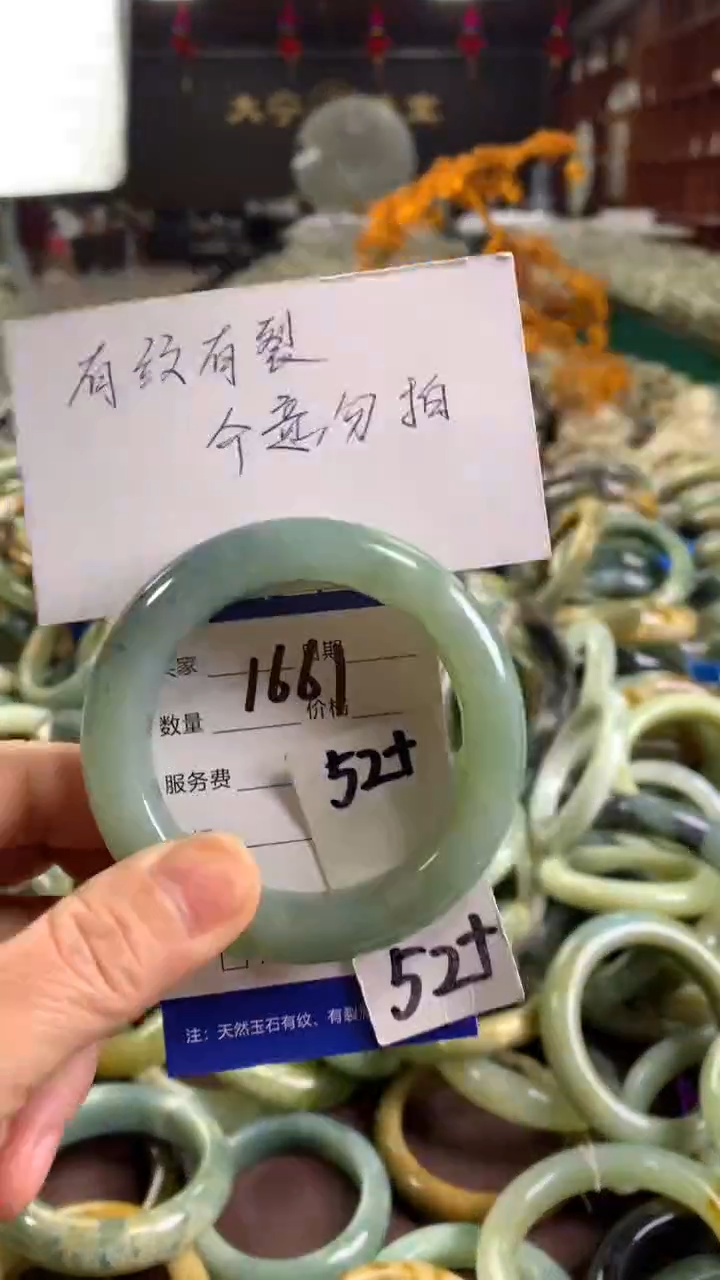 有纹有裂
介意勿拍
1661
数量
价格
服务费
52+
52+
注：天然玉石有纹、有裂